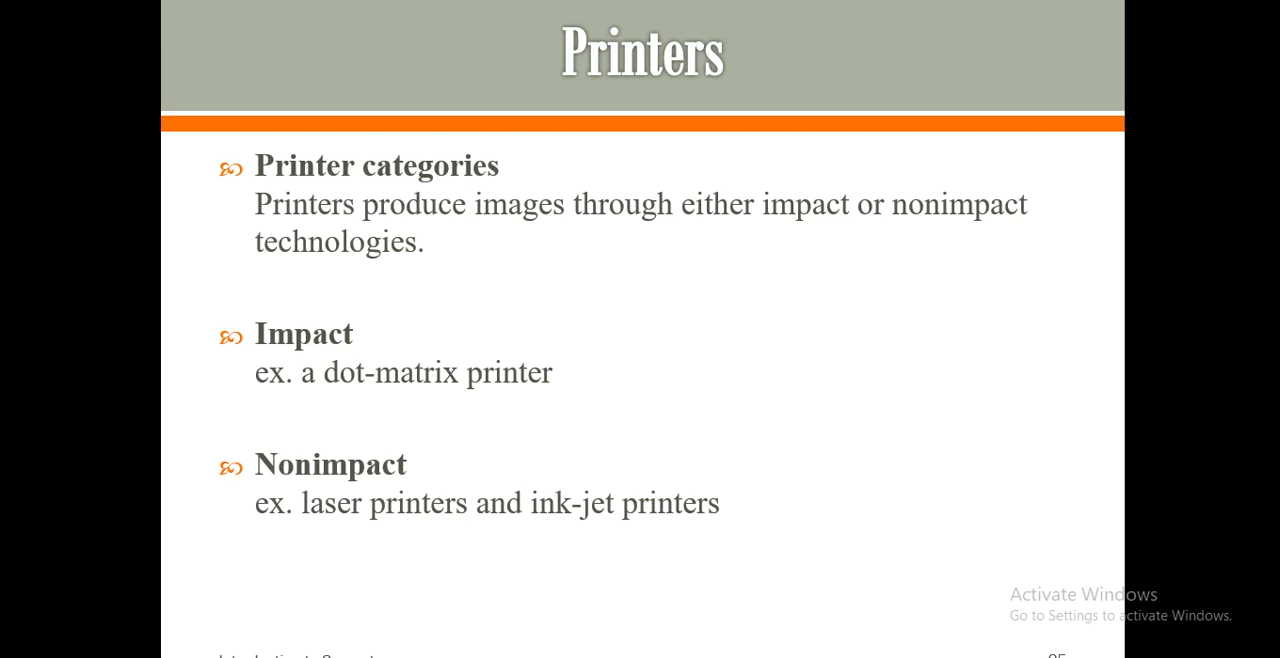 Printers
Printer categories
Printers produce images through either impact or nonimpact
technologies.
Impact
ex. a dot-matrix printer
Nonimpact
ex. laser printers and ink-jet printers
Activate Windows
Go to Settings to activate Windows.